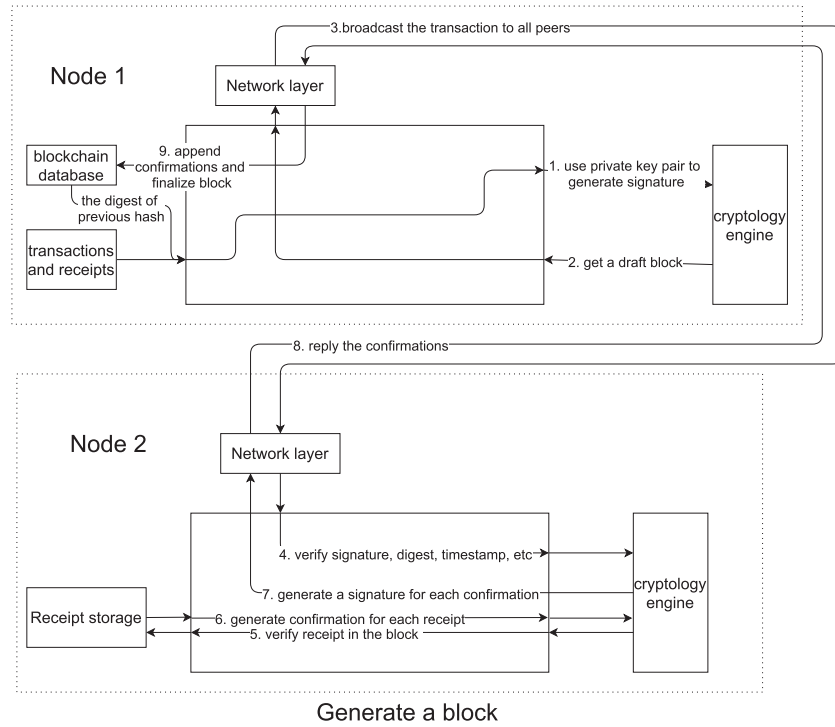 3.broadcast the transaction to all peers
Node 1
Network layer
blockchain
database
9. append
confirmations and
finalize block
1. use private key pair to
generate signature
the digest of
previous hash
cryptology
engine
transactions
and receipts
2. get a draft block
8. reply the confirmations
Node 2
Network layer
4. verify signature, digest, timestamp, etc
cryptology
engine
7. generate a signature for each confirmation
Receipt storage
6. generate confirmation for each receipt
5. verify receipt in the block
Generate a block